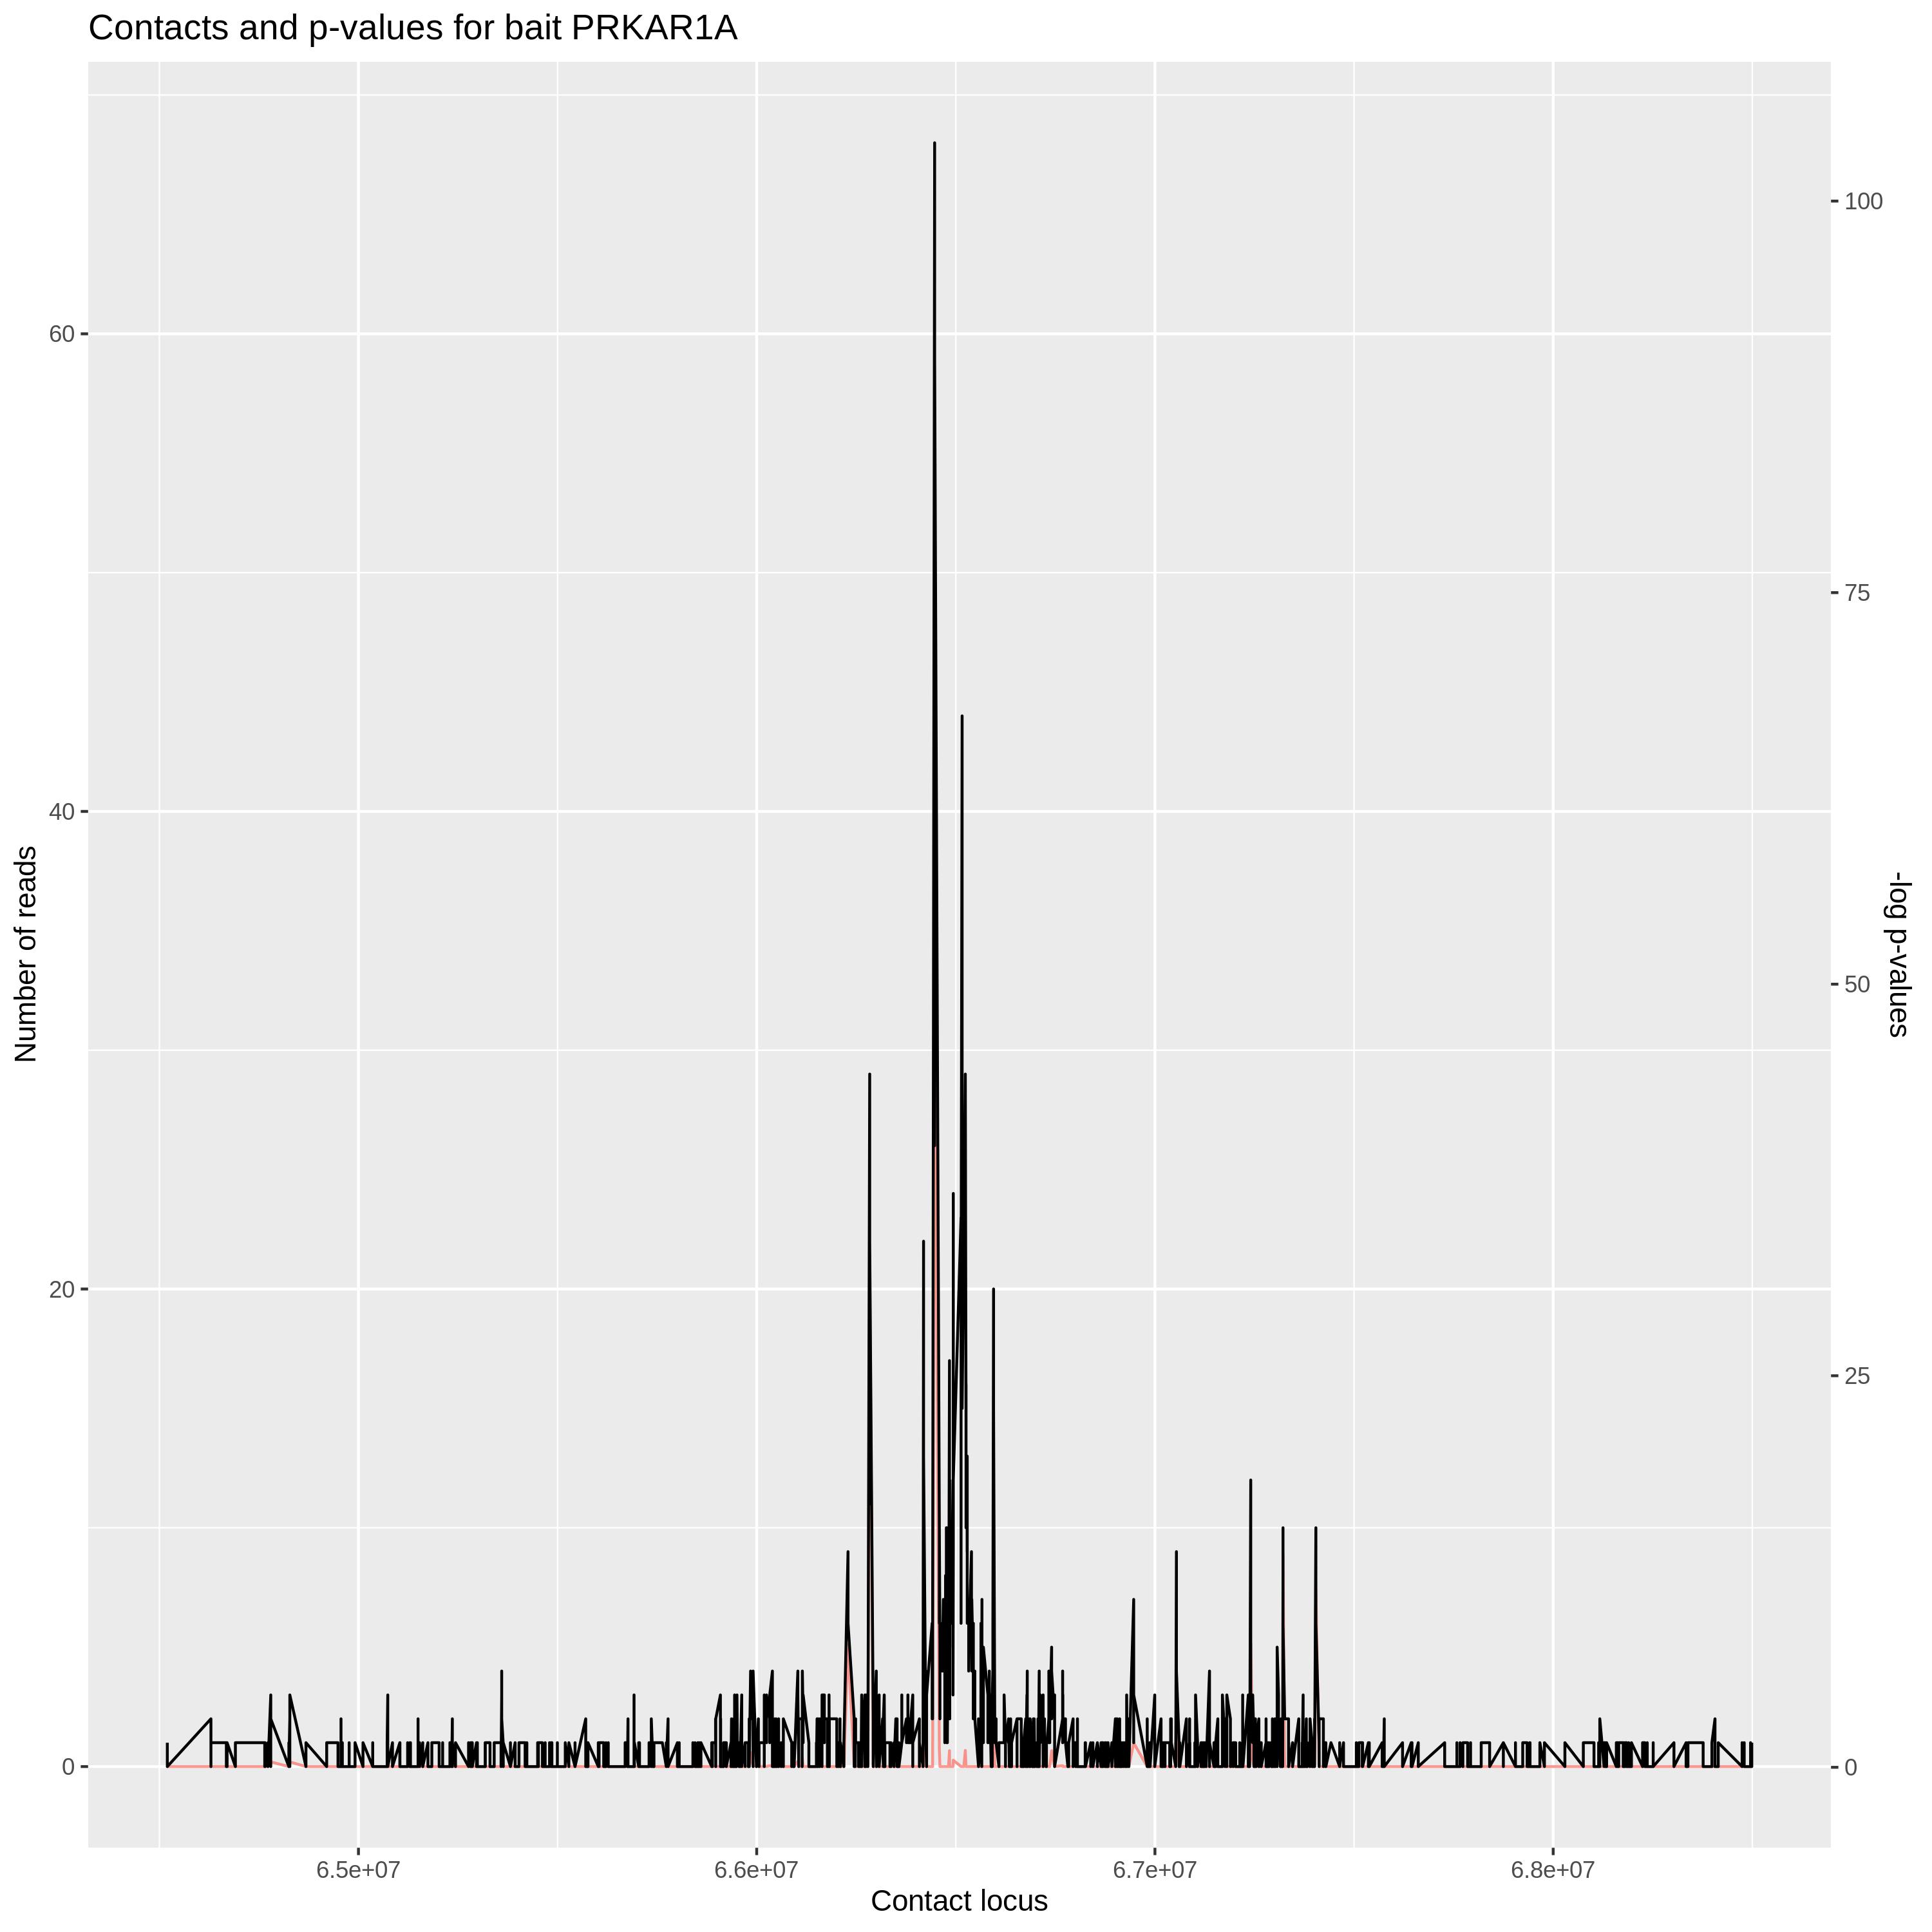 Contacts and p-values for bait PRKAR1A
Number of reads
60
40
20
0
100
75
50
25
0
-log p-values
6.5e+07
6.6e+07
6.7e+07
6.8e+07
Contact locus